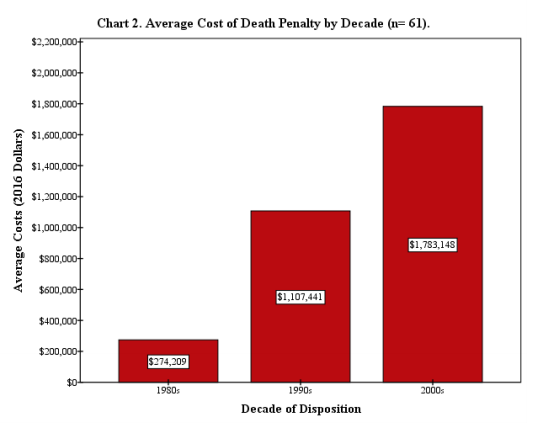 Chart 2. Average Cost of Death Penalty by Decade (n= 61).
$2,200,000
$2,000,000
$1,800,000
$1,600,000
$1,400,000
$1,200,000
$1,000,000
$800,000
$600,000
$400,000
$200,000
$0
Average Costs (2016 Dollars)
$274,209
$1,107,441
$1,783,148
1980s
1990s
2000s
Decade of Disposition